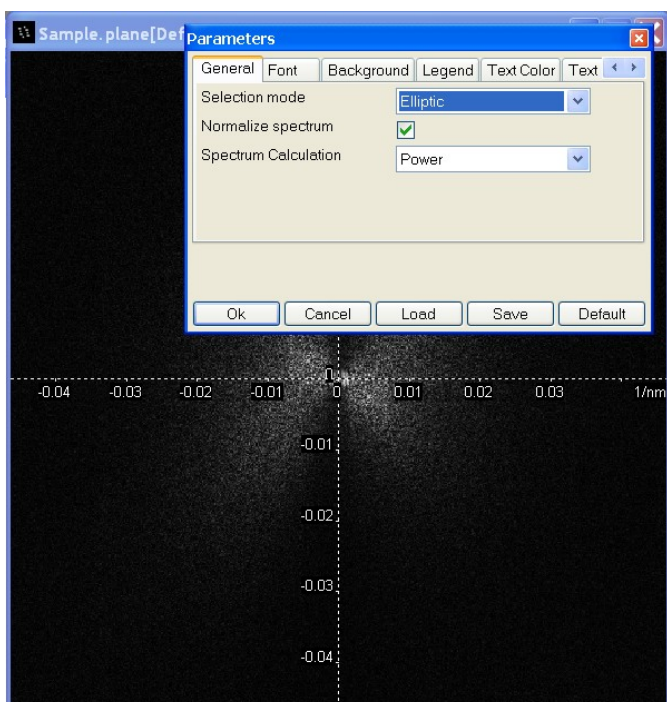 Sample.plane[Def
Parameters
General Font Background Legend Text Color Text
Selection mode Elliptic
Normalize spectrum
Spectrum Calculation Power
Ok Cancel Load Save Default
0
-0.04 -0.03 -0.02 -0.01 0 0.01 0.02 0.03 1/nm
-0.01
-0.02
-0.03
-0.04